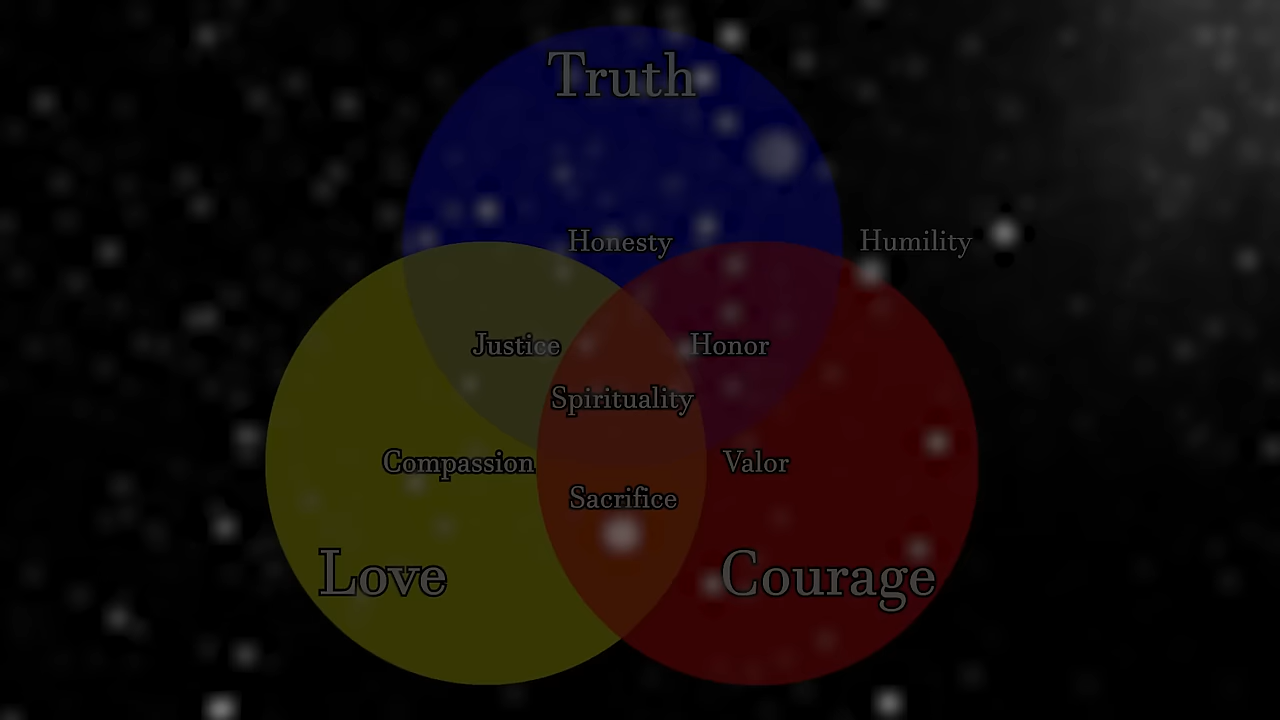 Truth
Honesty
Humility
Justice
Honor
Spirituality
Compassion
Valor
Sacrifice
Love
Courage